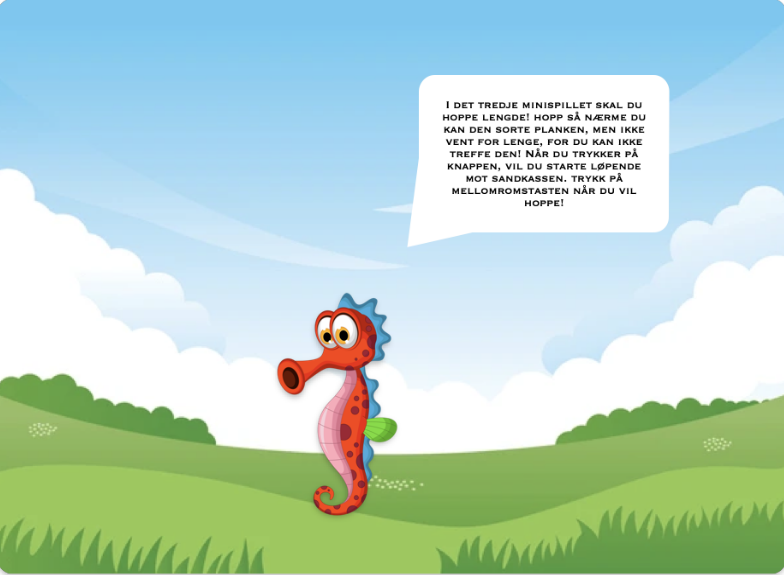 I DET TREDJE MINISPILLET SKAL DU
HOPPE LENGDE! HOPP SÅ NÆRME DU
KAN DEN SORTE PLANKEN, MEN IKKE
VENT FOR LENGE, FOR DU KAN IKKE
TREFFE DEN! NÅR DU TRYKKER PÅ
KNAPPEN, VIL DU STARTE LØPENDE
MOT SANDKASSEN. TRYKK PÅ
MELLOMROMSTASTEN NÅR DU VIL
HOPPE!